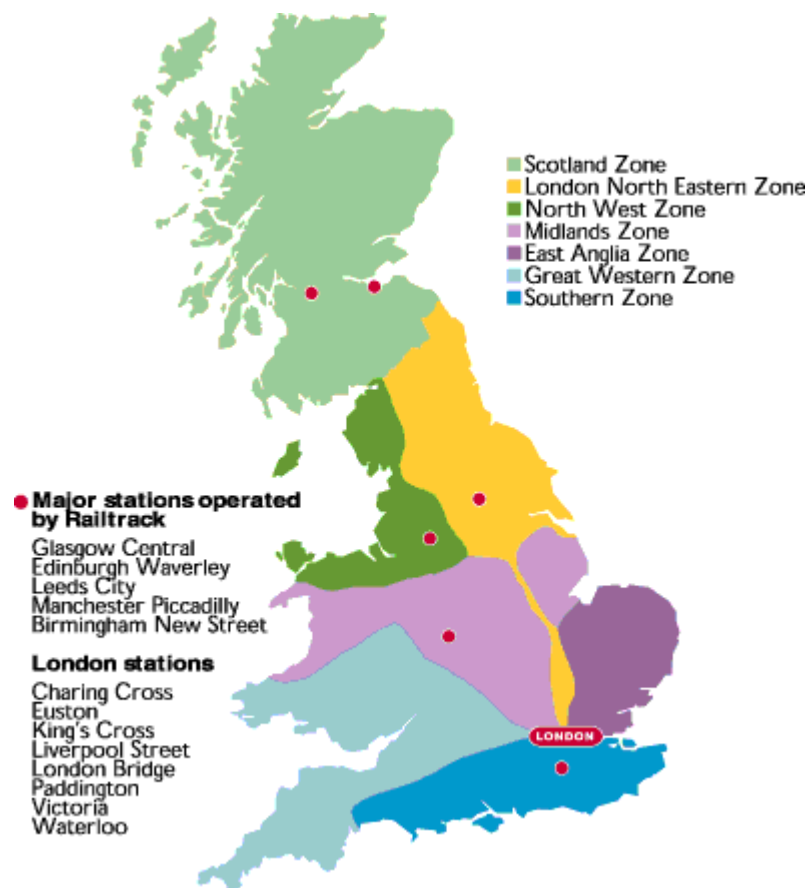 Scotland Zone
London North Eastern Zone
North West Zone
Midlands Zone
East Anglia Zone
Great Western Zone
Southern Zone
Major stations operated
by Railtrack
Glasgow Central
Edinburgh Waverley
Leeds City
Manchester Piccadilly
Birmingham New Street
London stations
Charing Cross
Euston
King's Cross
Liverpool Street
London Bridge
Paddington
Victoria
Waterloo
LONDON